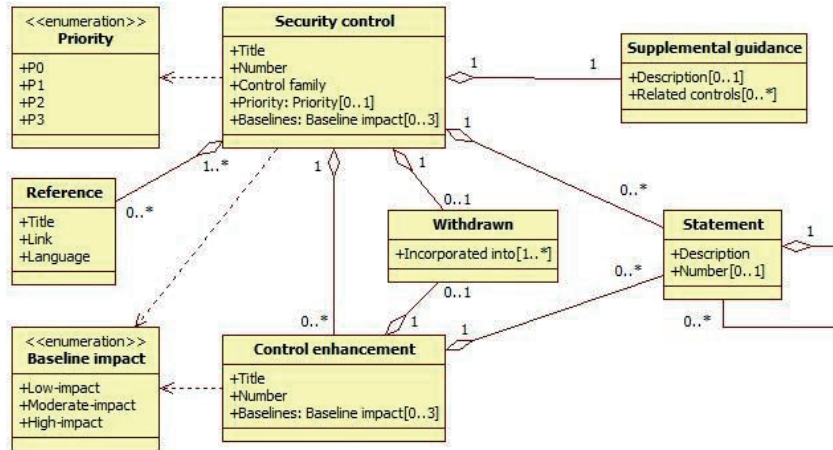 <<enumeration>>
Priority
+P0
+P1
+P2
+P3
Security control
+Title
+Number
+Control family
+Priority: Priority[0..1]
+Baselines: Baseline impact[0..3]
1
1
Supplemental guidance
+Description[0..1]
+Related controls[0..*]
1..*
1
1
1
0..*
Reference
+Title
+Link
+Language
0..*
0..1
Withdrawn
+Incorporated into[1..*]
0..1
Statement
+Description
+Number[0..1]
1
0..*
0..*
0..*
1
1
<<enumeration>>
Baseline impact
+Low-impact
+Moderate-impact
+High-impact
Control enhancement
+Title
+Number
+Baselines: Baseline impact[0..3]